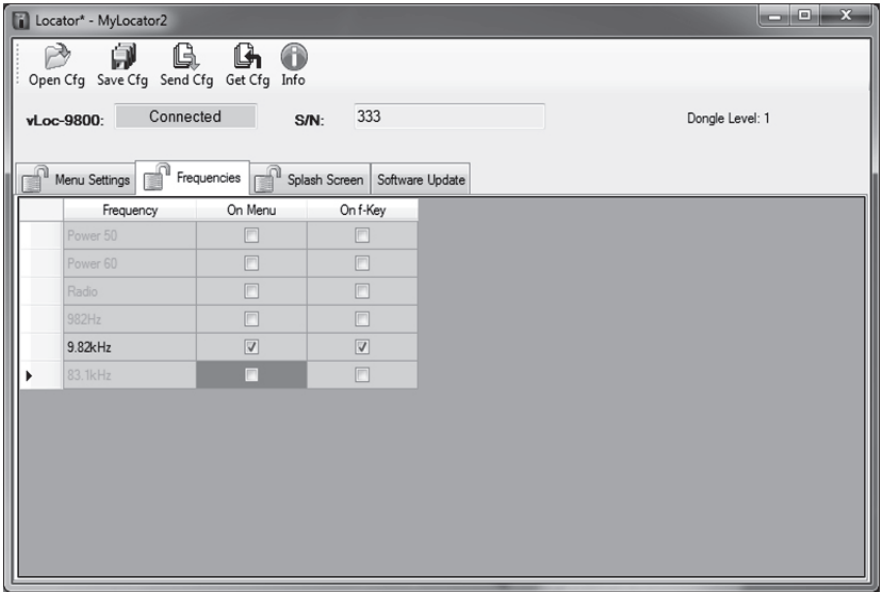 Locator* - MyLocator2
Open Cfg Save Cfg Send Cfg Get Cfg Info
vLoc-9800: Connected S/N: 333 Dongle Level: 1
Menu Settings Frequencies Splash Screen Software Update
Frequency On Menu On f-Key
Power 50
Power 60
Radio
982Hz
9.82kHz
83.1kHz